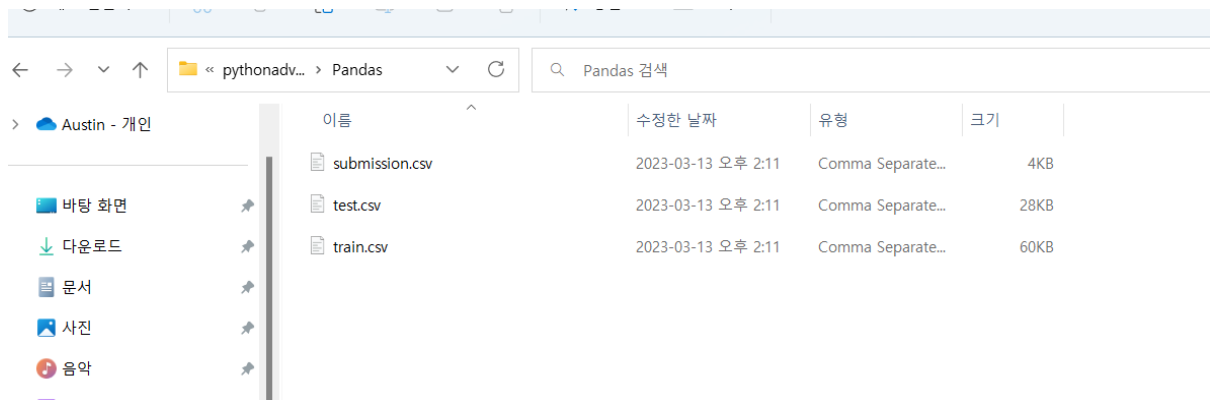 « pythonadv... › Pandas
Pandas 검색
Austin - 개인
이름 수정한 날짜 유형 크기
submission.csv 2023-03-13 오후 2:11 Comma Separate... 4KB
바탕 화면
test.csv 2023-03-13 오후 2:11 Comma Separate... 28KB
다운로드
train.csv 2023-03-13 오후 2:11 Comma Separate... 60KB
문서
사진
음악